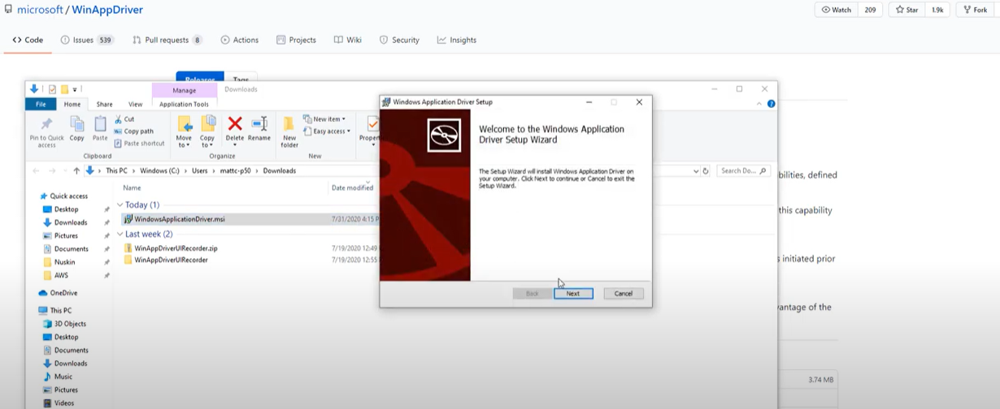 microsoft / WinAppDriver
Watch 209 Star 1.9k Fork
Code Issues 539 Pull requests 8 Actions Projects Wiki Security Insights
Releases Tags
Manage Downloads
File Home Share View Application Tools
Pin to Quick access
Copy
Paste
Cut
Copy path
Paste shortcut
Clipboard
Move to
Copy to
Delete
Rename
Organize
New folder
New item
Easy access
New
Proper
This PC > Windows (C:) > Users > mattc-p50 > Downloads
Search Do...
Quick access
Desktop
Downloads
Pictures
Documents
Nuskin
AWS
OneDrive
This PC
3D Objects
Desktop
Documents
Downloads
Music
Pictures
Videos
Name Date modified
Today (1)
WindowsApplicationDriver.msi 7/31/2020 4:15 P
Last week (2)
WinAppDriverUIRecorder.zip 7/19/2020 12:49
WinAppDriverUIRecorder 7/19/2020 12:55
Windows Application Driver Setup
Welcome to the Windows Application
Driver Setup Wizard
The Setup Wizard will install Windows Application Driver on
your computer. Click Next to continue or Cancel to exit the
Setup Wizard.
Back Next Cancel
bilities, defined
this capability
initiated prior
vantage of the
3.74 MB